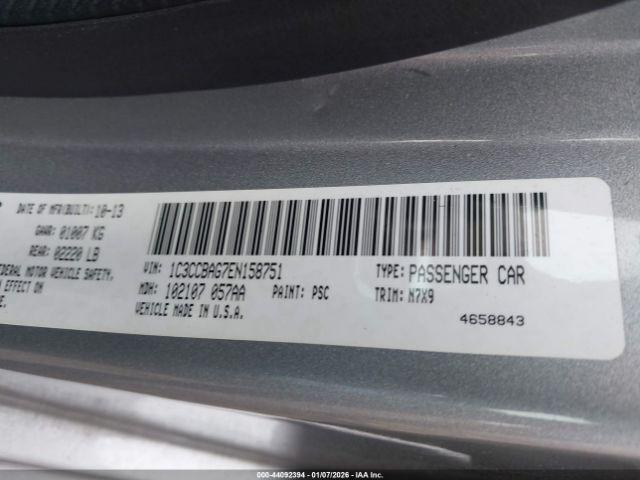 DATE OF MFR(BUILT): 10-13
GAWR: 01007 KG
REAR: 02220 LB
MOTOR VEHICLE SAFETY.
EFFECT ON
VIN: 1C3CCBAG7EN158751
TYPE: PASSENGER CAR
MDH: 102107 057AA
PAINT: PSC
TRIM: N7X9
VEHICLE MADE IN U.S.A.
4658843
000-44092394 | 01/07/2026 | IAA Inc.